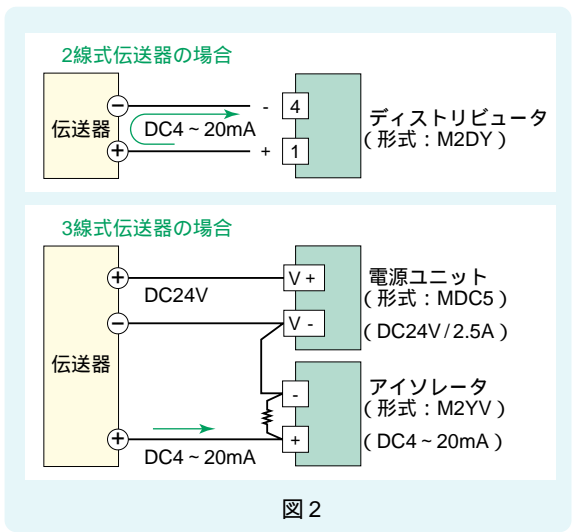 2線式伝送器の場合
伝送器
−
+
DC4 ~ 20mA
- 4
+ 1
ディストリビュータ
( 形式 : M2DY )
3線式伝送器の場合
伝送器
+
DC24V
−
+
DC4 ~ 20mA
V +
V -
電源ユニット
( 形式 : MDC5 )
( DC24V / 2.5A )
-
+
アイソレータ
( 形式 : M2YV )
( DC4 ~ 20mA )
図 2